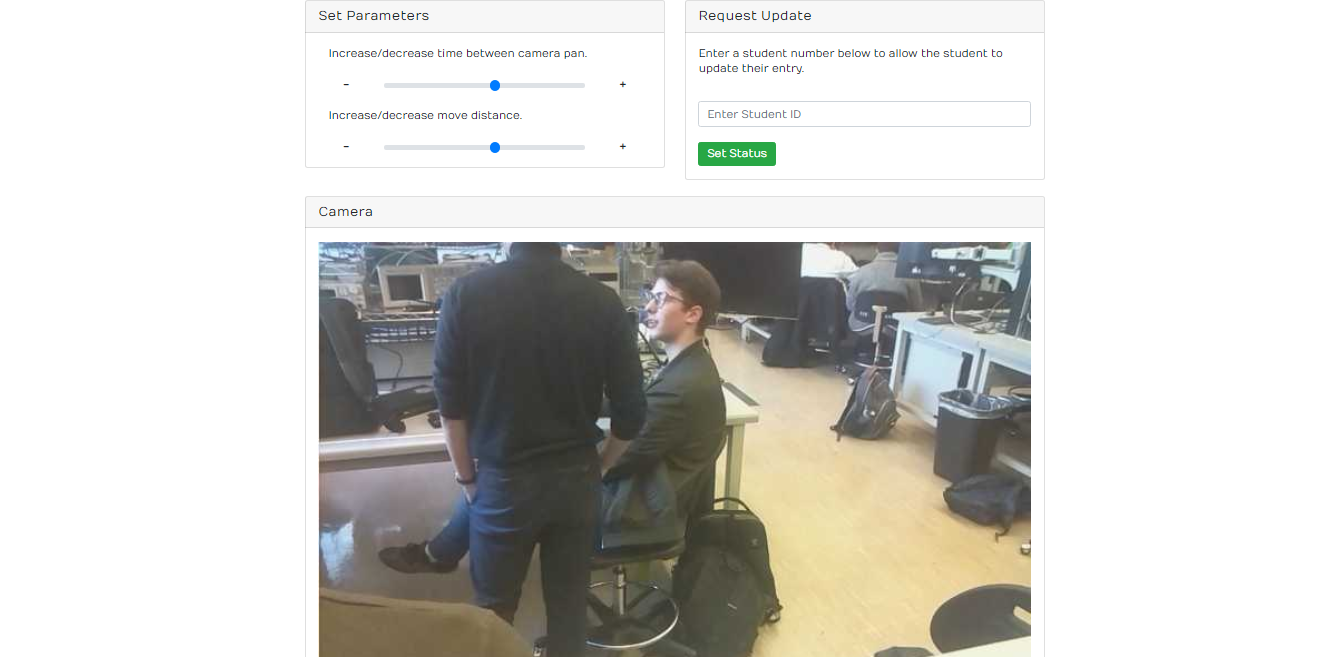 Set Parameters
Increase/decrease time between camera pan.
- +
Increase/decrease move distance.
- +
Request Update
Enter a student number below to allow the student to
update their entry.
Enter Student ID
Set Status
Camera